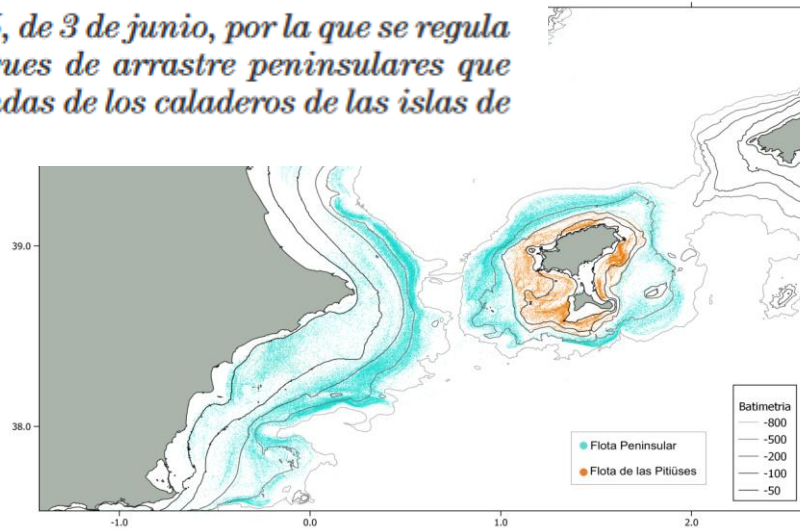 , de 3 de junio, por la que se regula
ues de arrastre peninsulares que
das de los caladeros de las islas de
39.0
38.0
Batimetria
-800
-500
-200
-100
-50
Flota Peninsular
Flota de las Pitiüses
-1.0
0.0
1.0
2.0